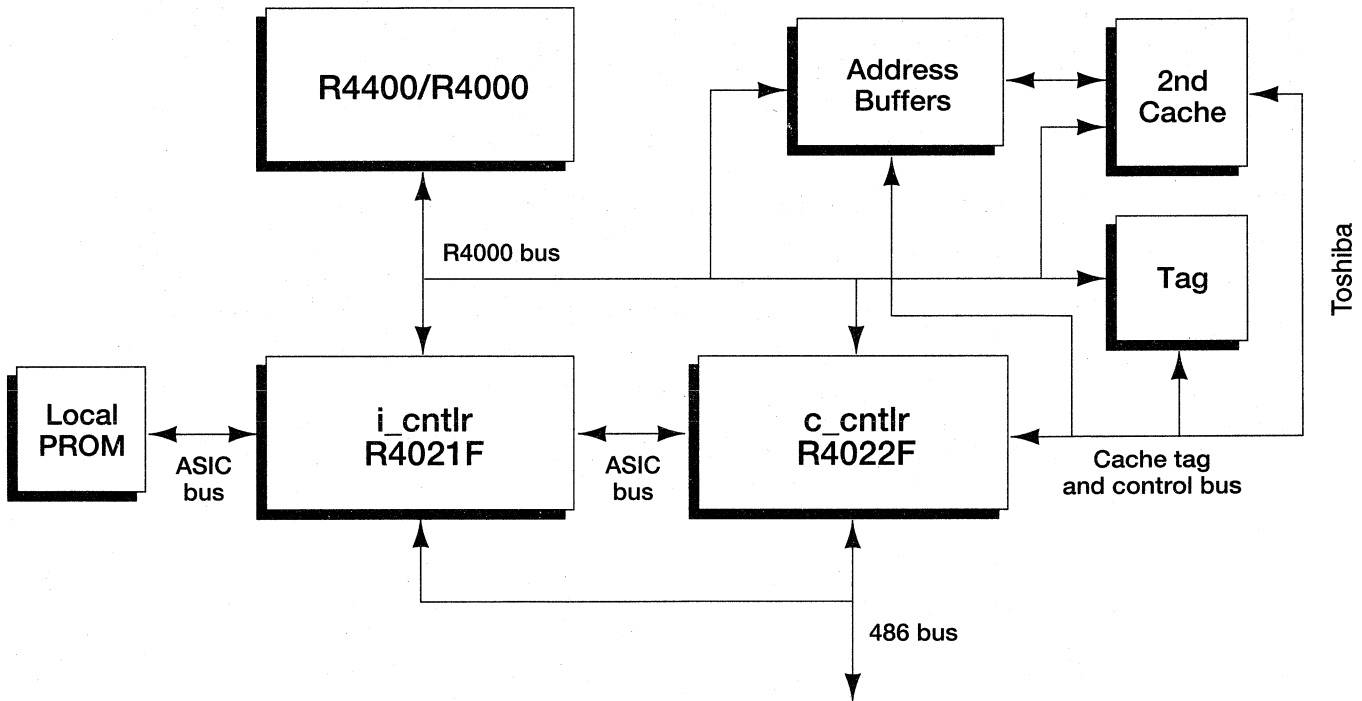 R4400/R4000
Address
Buffers
2nd
Cache
R4000 bus
Tag
Toshiba
Local
PROM
ASIC
bus
i_cntlr
R4021F
ASIC
bus
c_cntlr
R4022F
Cache tag
and control bus
486 bus